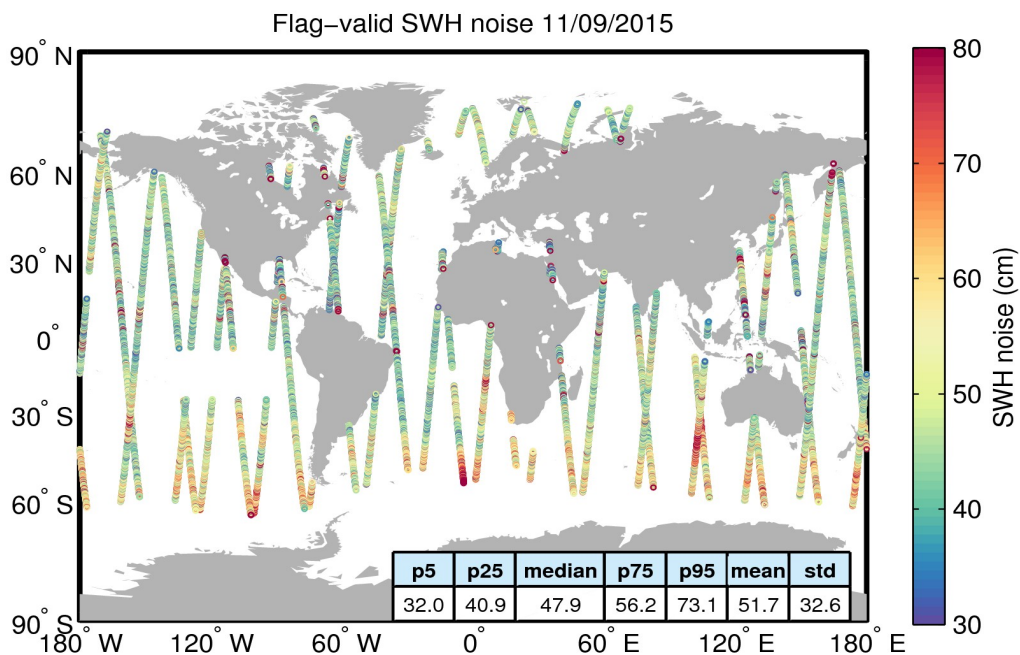 Flag−valid SWH noise 11/09/2015
90° N
60° N
30° N
0°
30° S
60° S
90° S
180° W
120° W
60° W
0°
60° E
120° E
180° E
p5 p25 median p75 p95 mean std
32.0 40.9 47.9 56.2 73.1 51.7 32.6
80
70
60
50
40
30
SWH noise (cm)